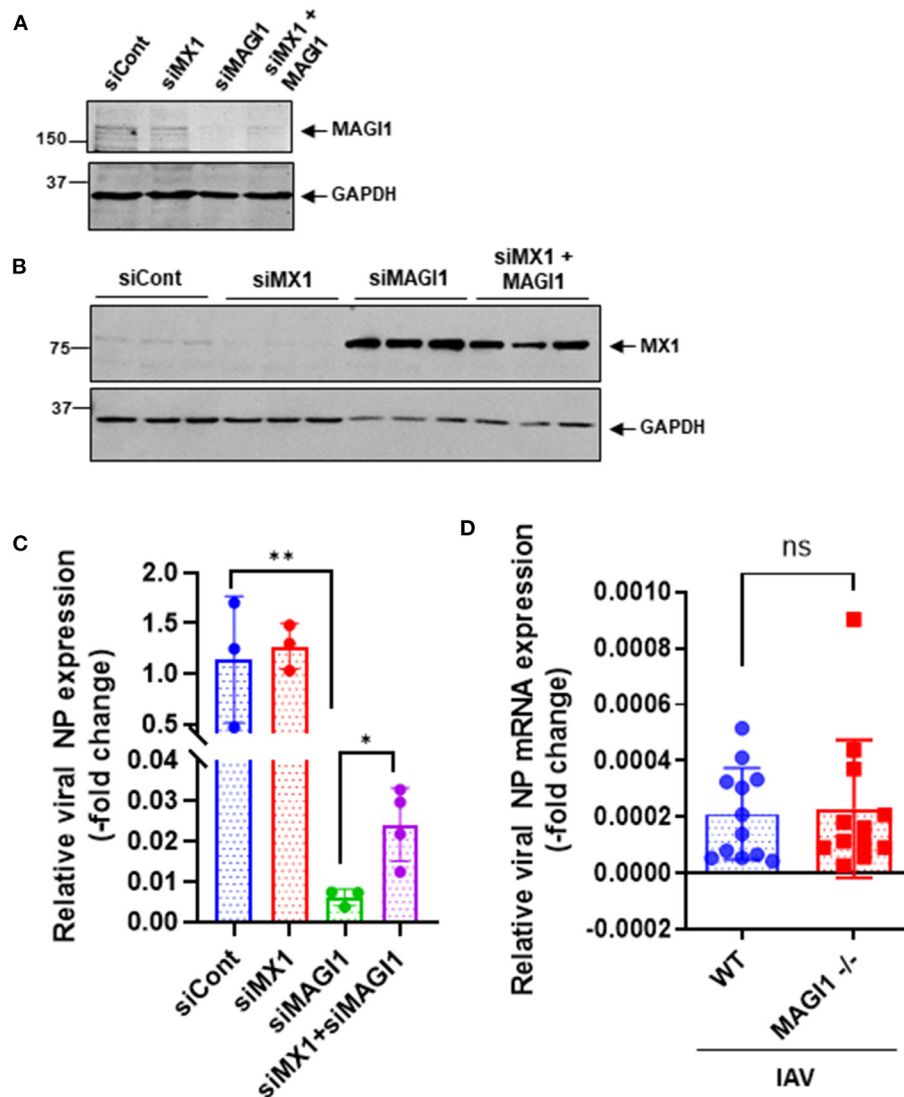 A
siCont
siMX1
siMAGI1
siMX1 +
MAGI1
150
MAGI1
37
GAPDH
B
siCont
siMX1
siMAGI1
siMX1 +
MAGI1
75
MX1
37
GAPDH
C
Relative viral NP expression
(-fold change)
2.0
1.5
1.0
0.5
0.04
0.03
0.02
0.01
0.00
**
*
siCont
siMX1
siMAGI1
siMX1+siMAGI1
D
Relative viral NP mRNA expression
(-fold change)
0.0010
0.0008
0.0006
0.0004
0.0002
0.0000
-0.0002
ns
WT
MAGI1 -/-
IAV